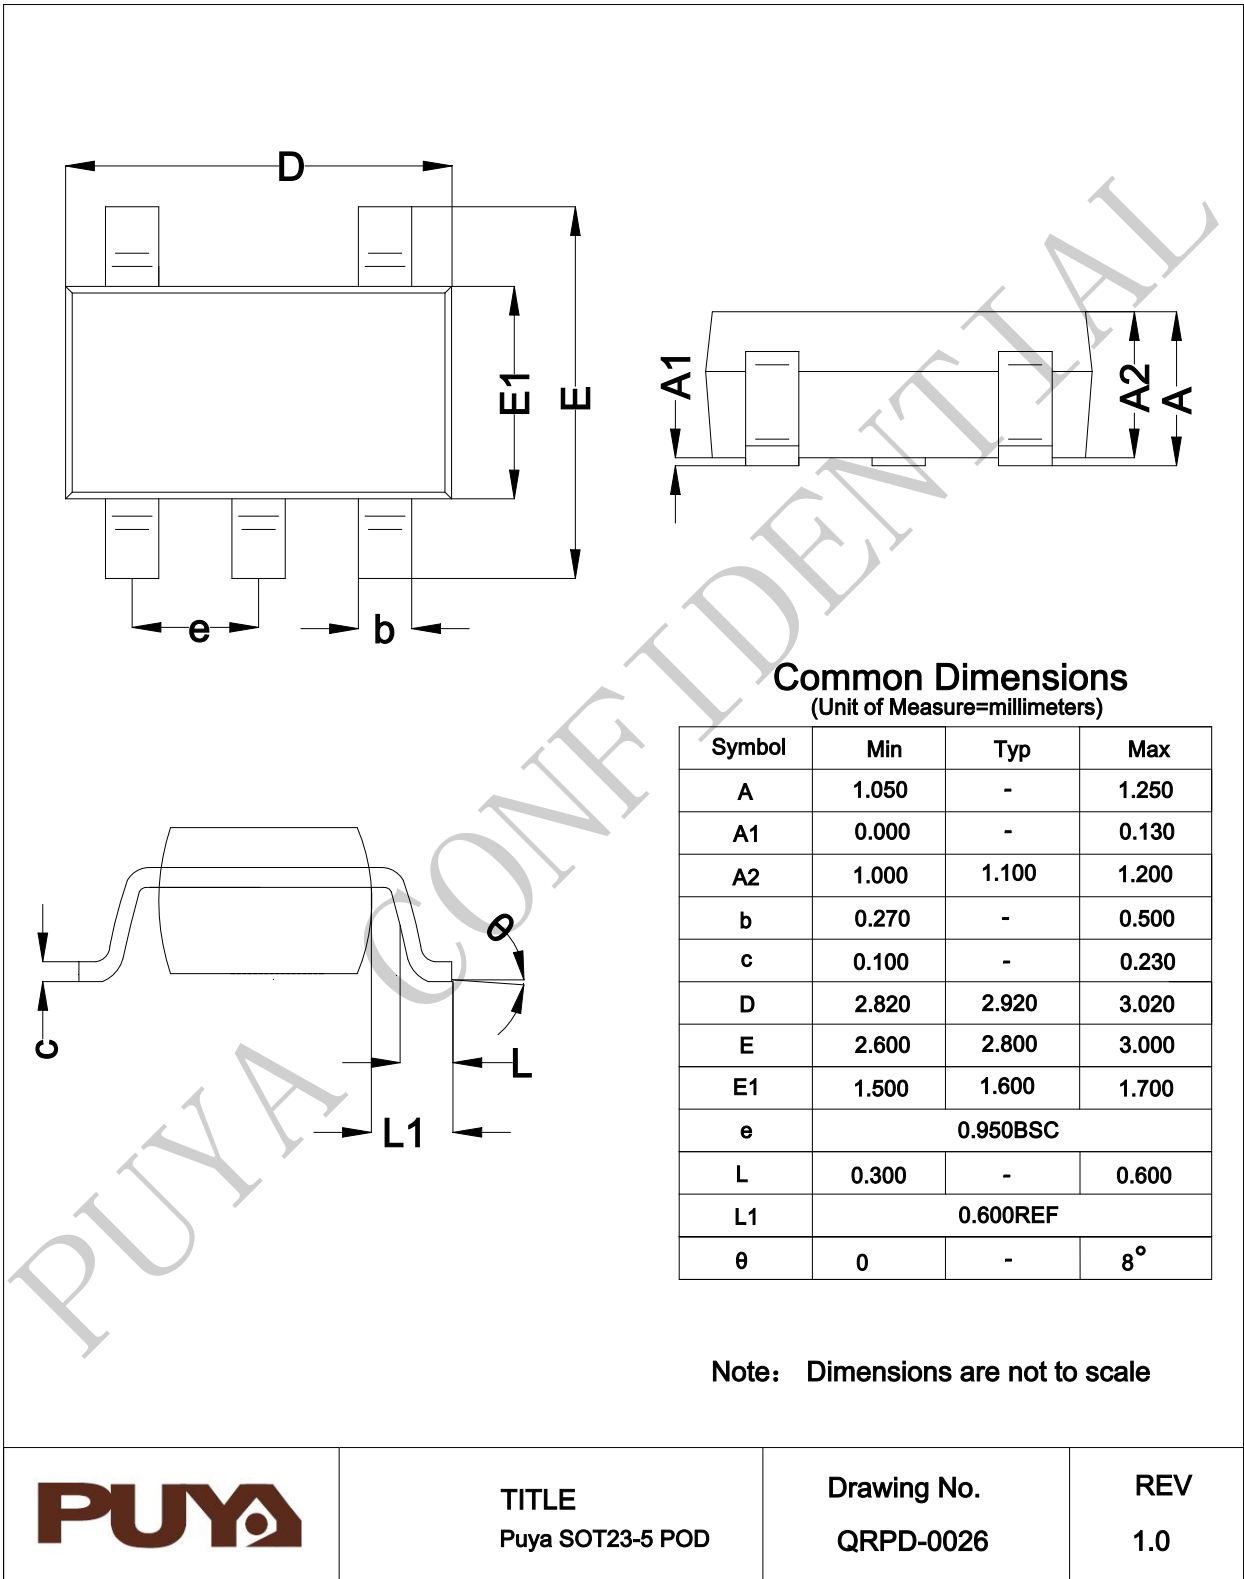 D
E1
E
e
b
A1
A2
A
c
θ
L
L1
PUYA CONFIDENTIAL
Common Dimensions
(Unit of Measure=millimeters)
Symbol Min Typ Max
A 1.050 - 1.250
A1 0.000 - 0.130
A2 1.000 1.100 1.200
b 0.270 - 0.500
c 0.100 - 0.230
D 2.820 2.920 3.020
E 2.600 2.800 3.000
E1 1.500 1.600 1.700
e 0.950BSC
L 0.300 - 0.600
L1 0.600REF
θ 0 - 8°
Note： Dimensions are not to scale
PUYA
TITLE
Puya SOT23-5 POD
Drawing No.
QRPD-0026
REV
1.0